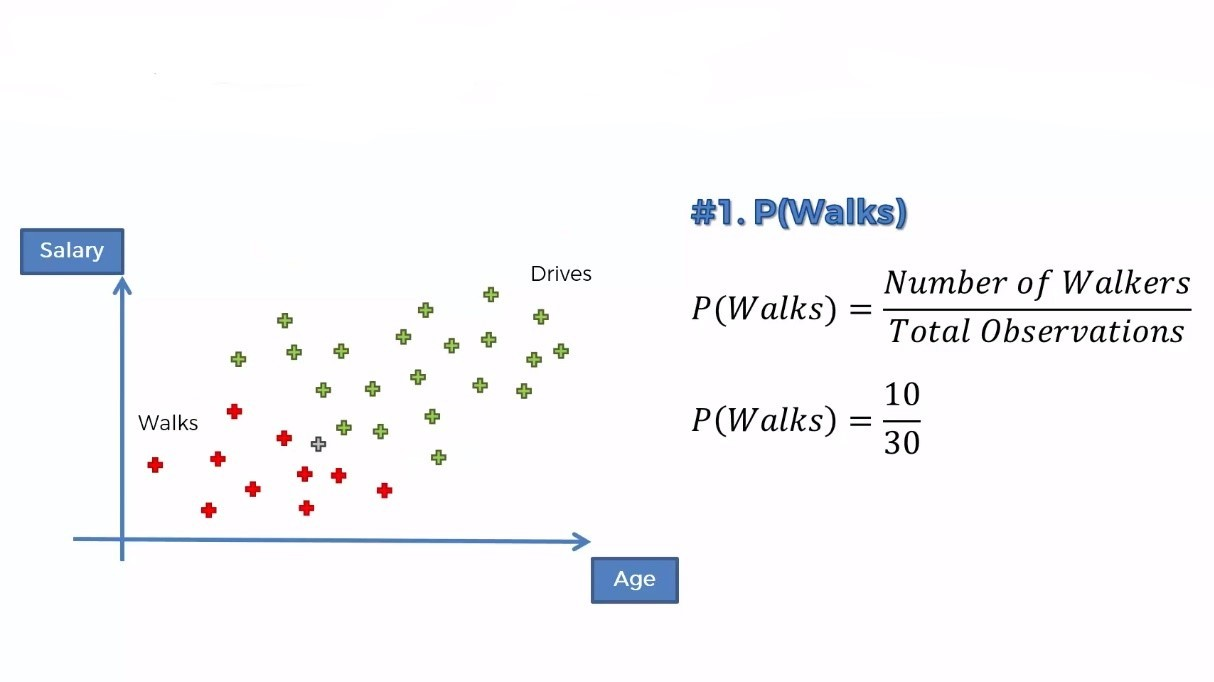 #1. P(Walks)
Salary
Drives
P(Walks) = Number of Walkers / Total Observations
Walks
P(Walks) = 10 / 30
Age